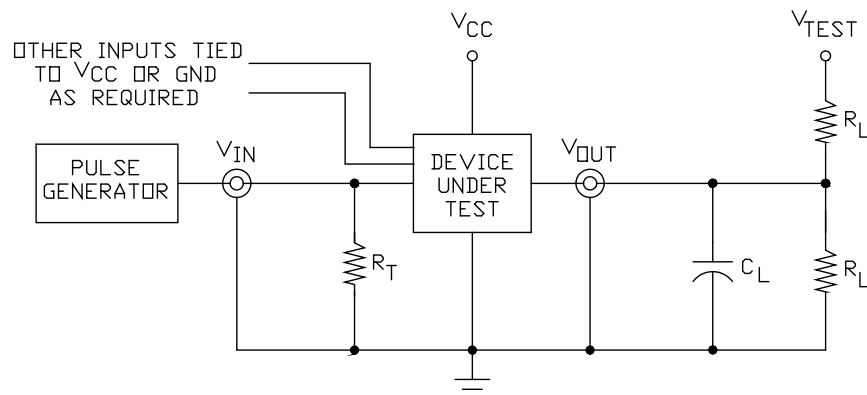 VCC
VTEST
OTHER INPUTS TIED
TO VCC OR GND
AS REQUIRED
RL
PULSE
GENERATOR
VIN
DEVICE
UNDER
TEST
VOUT
RT
CL
RL